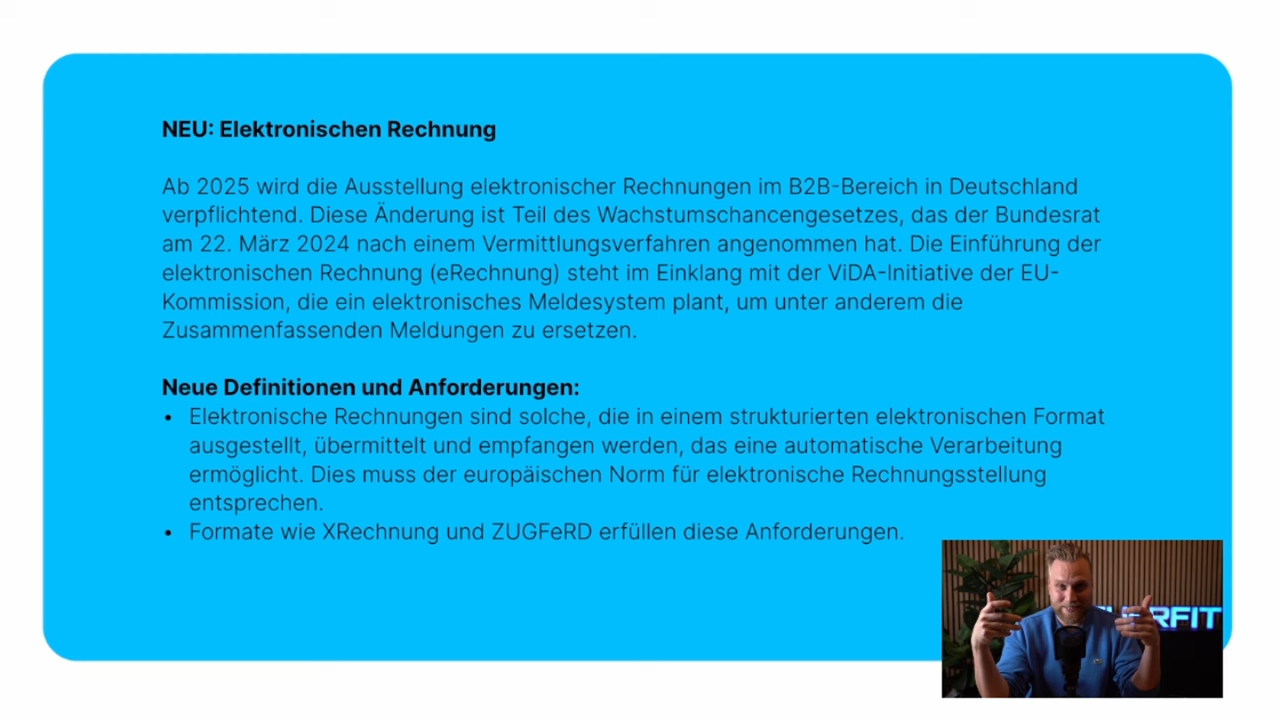 NEU: Elektronischen Rechnung
Ab 2025 wird die Ausstellung elektronischer Rechnungen im B2B-Bereich in Deutschland
verpflichtend. Diese Änderung ist Teil des Wachstumschancengesetzes, das der Bundesrat
am 22. März 2024 nach einem Vermittlungsverfahren angenommen hat. Die Einführung der
elektronischen Rechnung (eRechnung) steht im Einklang mit der ViDA-Initiative der EU-
Kommission, die ein elektronisches Meldesystem plant, um unter anderem die
Zusammenfassenden Meldungen zu ersetzen.
Neue Definitionen und Anforderungen:
• Elektronische Rechnungen sind solche, die in einem strukturierten elektronischen Format
ausgestellt, übermittelt und empfangen werden, das eine automatische Verarbeitung
ermöglicht. Dies muss der europäischen Norm für elektronische Rechnungsstellung
entsprechen.
• Formate wie XRechnung und ZUGFeRD erfüllen diese Anforderungen.